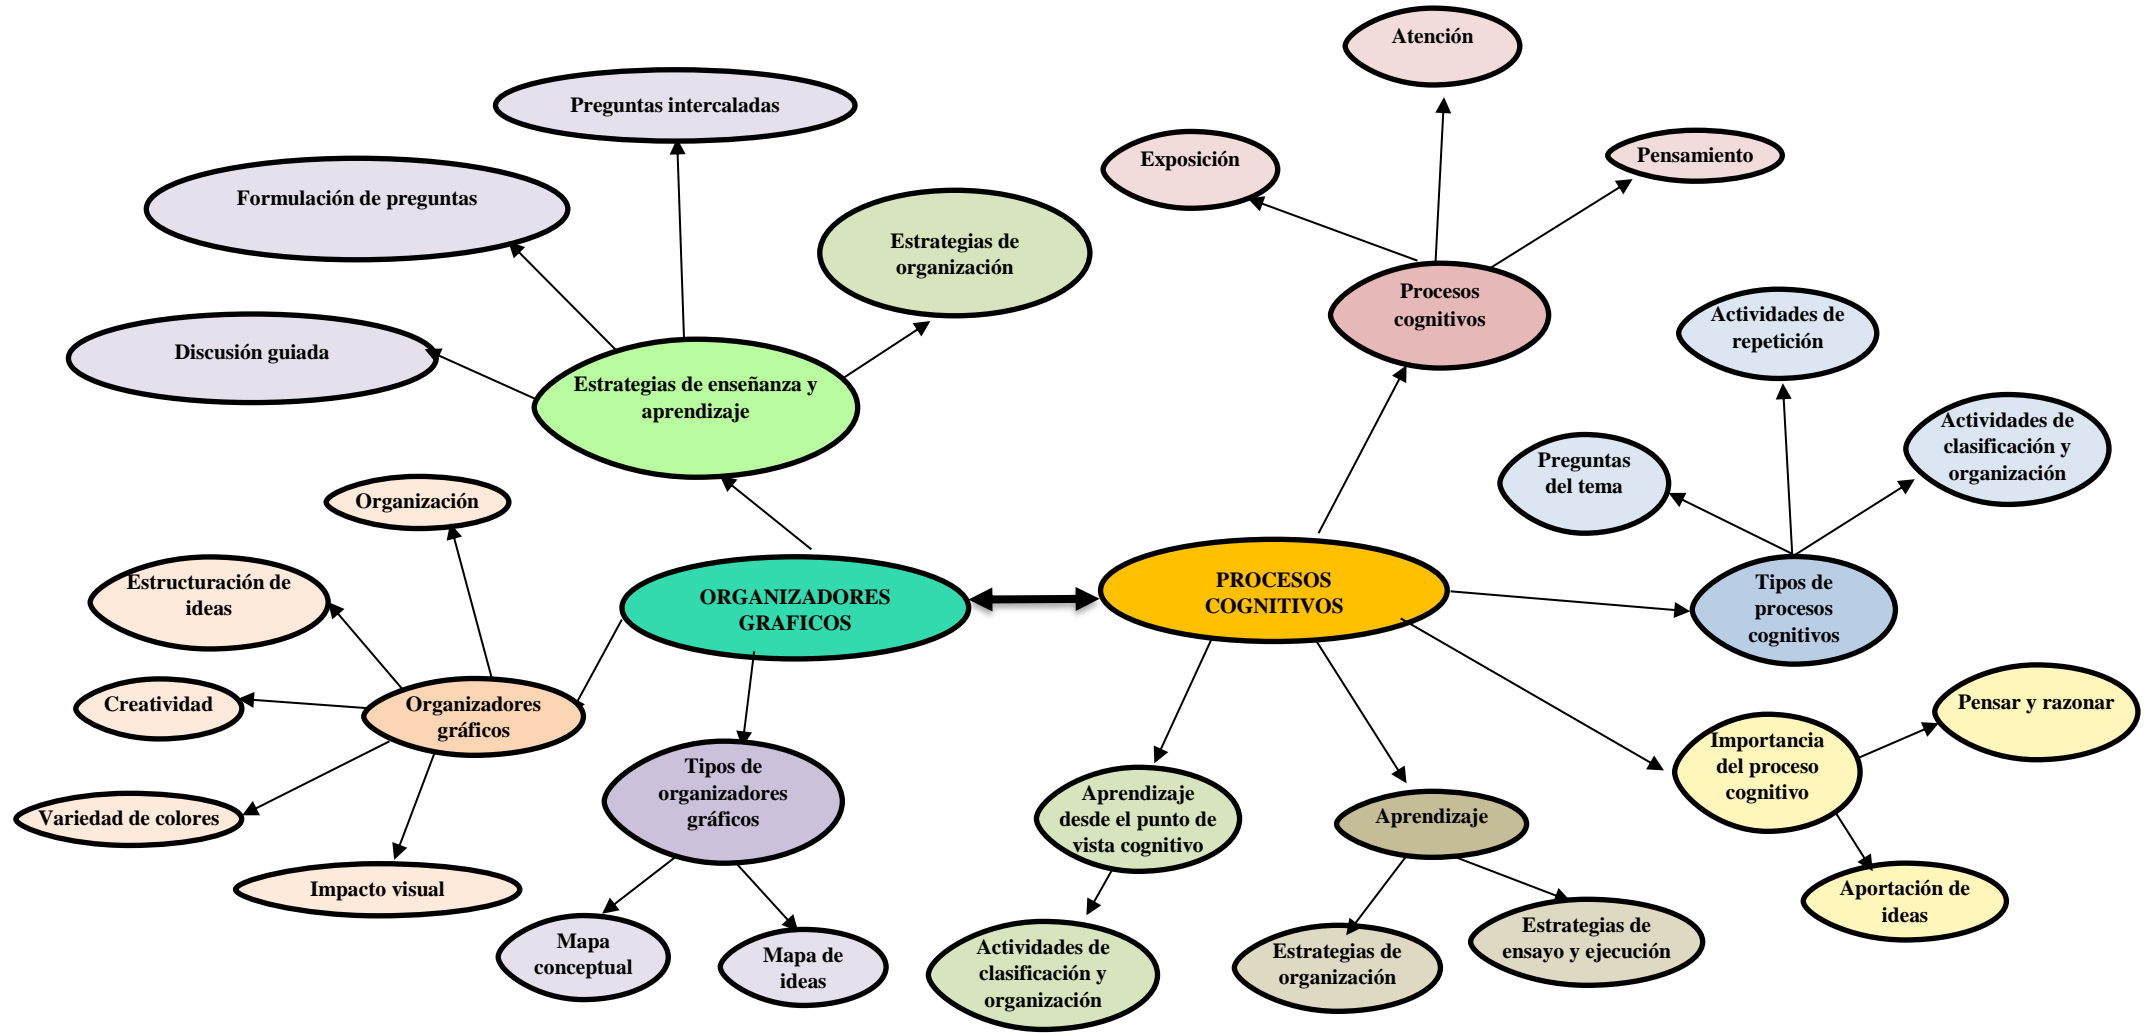 Atención
Preguntas intercaladas
Exposición
Pensamiento
Formulación de preguntas
Estrategias de
organización
Procesos
cognitivos
Actividades de
repetición
Discusión guiada
Estrategias de enseñanza y
aprendizaje
Actividades de
clasificación y
organización
Preguntas
del tema
Organización
Estructuración de
ideas
ORGANIZADORES
GRAFICOS
PROCESOS
COGNITIVOS
Tipos de
procesos
cognitivos
Creatividad
Organizadores
gráficos
Pensar y razonar
Importancia
del proceso
cognitivo
Tipos de
organizadores
gráficos
Aprendizaje
desde el punto de
vista cognitivo
Aprendizaje
Variedad de colores
Impacto visual
Aportación de
ideas
Mapa
conceptual
Mapa de
ideas
Actividades de
clasificación y
organización
Estrategias de
organización
Estrategias de
ensayo y ejecución